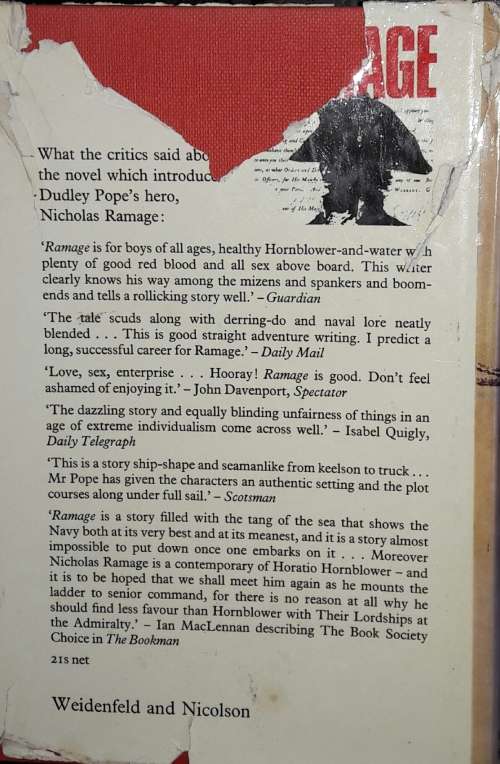 AGE
What the critics said abo
the novel which introduc
Dudley Pope's hero,
Nicholas Ramage:
'Ramage is for boys of all ages, healthy Hornblower-and-water with
plenty of good red blood and all sex above board. This writer
clearly knows his way among the mizens and spankers and boom-
ends and tells a rollicking story well.' – Guardian
'The tale scuds along with derring-do and naval lore neatly
blended . . . This is good straight adventure writing. I predict a
long, successful career for Ramage.' – Daily Mail
'Love, sex, enterprise . . . Hooray! Ramage is good. Don't feel
ashamed of enjoying it.' – John Davenport, Spectator
'The dazzling story and equally blinding unfairness of things in an
age of extreme individualism come across well.' – Isabel Quigly,
Daily Telegraph
'This is a story ship-shape and seamanlike from keelson to truck . . .
Mr Pope has given the characters an authentic setting and the plot
courses along under full sail.' – Scotsman
'Ramage is a story filled with the tang of the sea that shows the
Navy both at its very best and at its meanest, and it is a story almost
impossible to put down once one embarks on it . . . Moreover
Nicholas Ramage is a contemporary of Horatio Hornblower – and
it is to be hoped that we shall meet him again as he mounts the
ladder to senior command, for there is no reason at all why he
should find less favour than Hornblower with Their Lordships at
the Admiralty.' – Ian MacLennan describing The Book Society
Choice in The Bookman
21s net
Weidenfeld and Nicolson